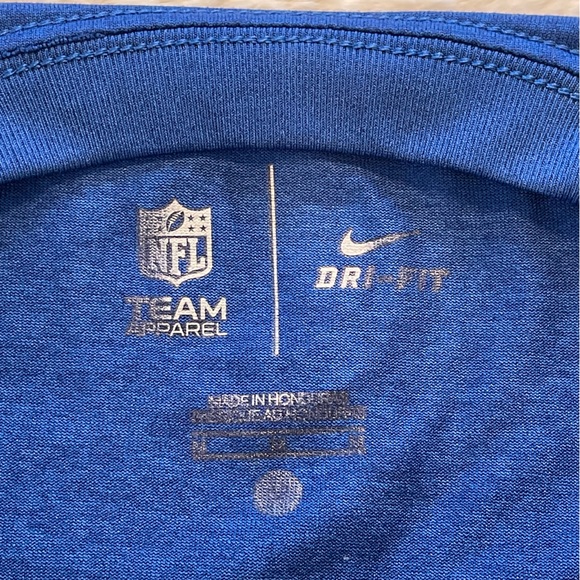 NFL
TEAM
APPAREL
DRI-FIT
MADE IN HONDURAS